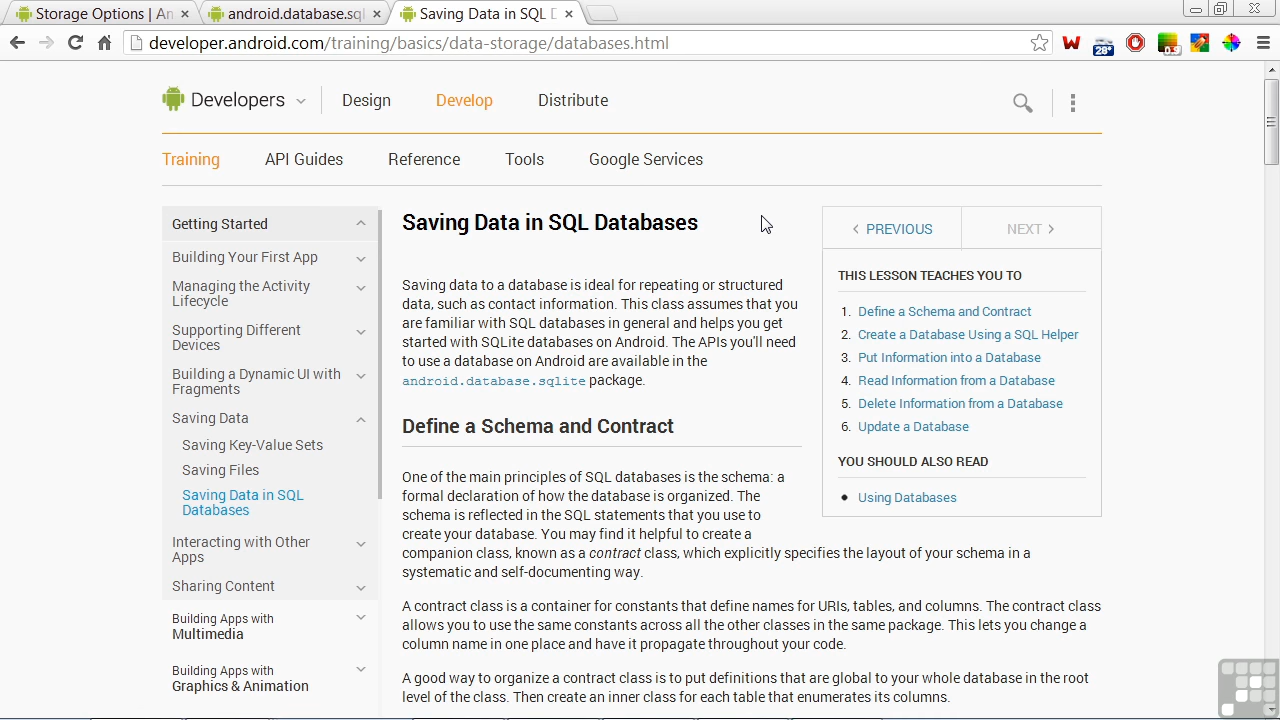 Storage Options | An
android.database.sql
Saving Data in SQL D
developer.android.com/training/basics/data-storage/databases.html
W
28°
0.3
Developers
Design
Develop
Distribute
Training
API Guides
Reference
Tools
Google Services
Getting Started
Building Your First App
Managing the Activity
Lifecycle
Supporting Different
Devices
Building a Dynamic UI with
Fragments
Saving Data
Saving Key-Value Sets
Saving Files
Saving Data in SQL
Databases
Interacting with Other
Apps
Sharing Content
Building Apps with
Multimedia
Building Apps with
Graphics & Animation
Saving Data in SQL Databases
Saving data to a database is ideal for repeating or structured
data, such as contact information. This class assumes that you
are familiar with SQL databases in general and helps you get
started with SQLite databases on Android. The APIs you'll need
to use a database on Android are available in the
android.database.sqlite package.
Define a Schema and Contract
One of the main principles of SQL databases is the schema: a
formal declaration of how the database is organized. The
schema is reflected in the SQL statements that you use to
create your database. You may find it helpful to create a
companion class, known as a contract class, which explicitly specifies the layout of your schema in a
systematic and self-documenting way.
A contract class is a container for constants that define names for URIs, tables, and columns. The contract class
allows you to use the same constants across all the other classes in the same package. This lets you change a
column name in one place and have it propagate throughout your code.
A good way to organize a contract class is to put definitions that are global to your whole database in the root
level of the class. Then create an inner class for each table that enumerates its columns.
PREVIOUS
NEXT
THIS LESSON TEACHES YOU TO
1. Define a Schema and Contract
2. Create a Database Using a SQL Helper
3. Put Information into a Database
4. Read Information from a Database
5. Delete Information from a Database
6. Update a Database
YOU SHOULD ALSO READ
Using Databases